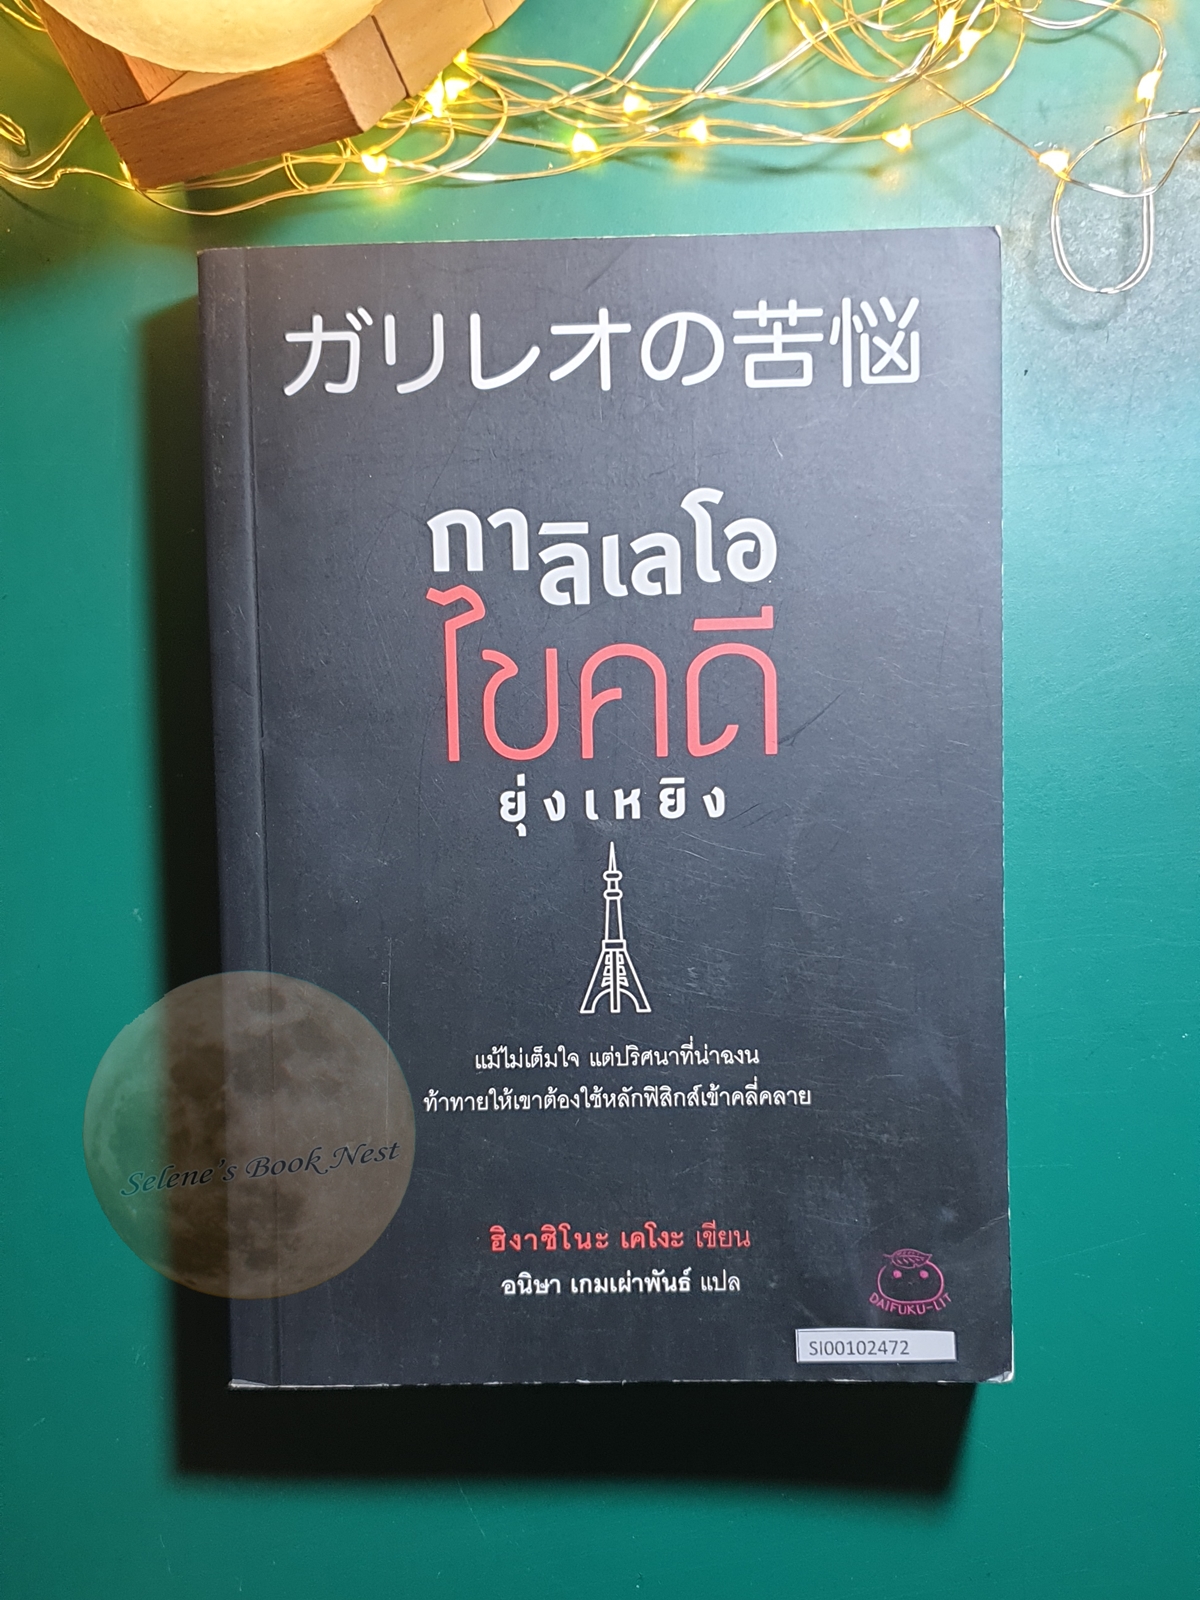 ガリレオの苦悩
กาลิเลโอ
ไขคดี
ยุ่งเหยิง
แม้ไม่เต็มใจ แต่ปริศนาที่น่าฉงน
ท้าทายให้เขาต้องใช้หลักฟิสิกส์เข้าคลี่คลาย
Selene's Book Nest
ฮิงาชิโนะ เคโงะ เขียน
อนิษา เกมเผ่าพันธ์ แปล
DAIFUKU-LIT
SI00102472